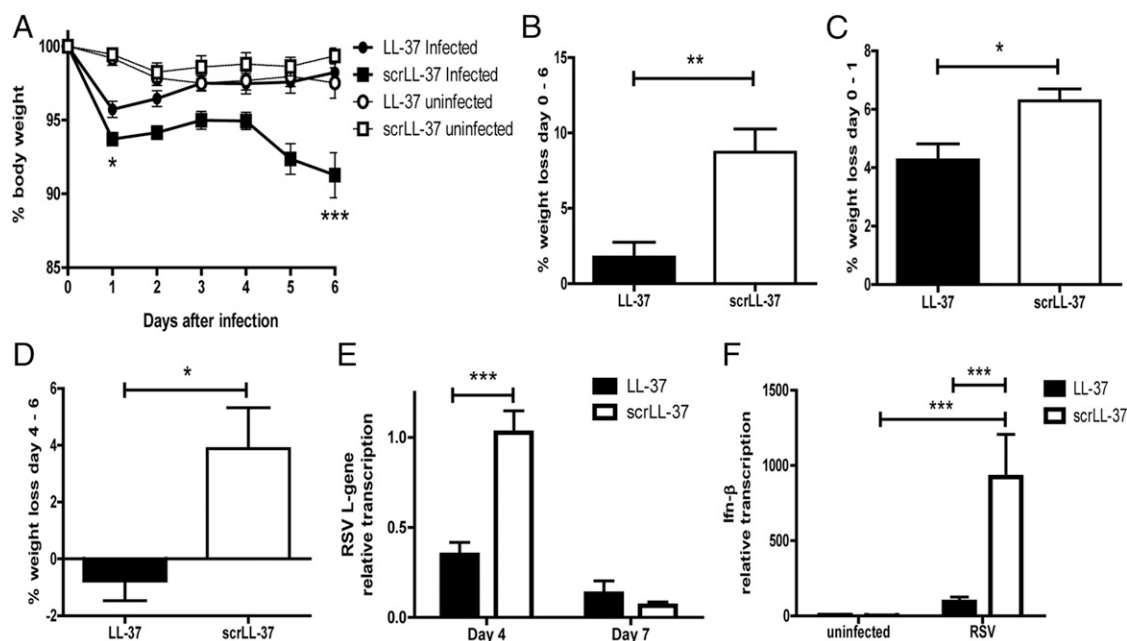 A
% body weight
100
95
90
85
0 1 2 3 4 5 6
Days after infection
*
***
LL-37 Infected
scrLL-37 Infected
LL-37 uninfected
scrLL-37 uninfected
B
% weight loss day 0 - 6
15
10
5
0
**
LL-37 scrLL-37
C
% weight loss day 0 - 1
8
6
4
2
0
*
LL-37 scrLL-37
D
% weight loss day 4 - 6
6
4
2
0
-2
*
LL-37 scrLL-37
E
RSV L-gene
relative transcription
1.0
0.5
0.0
***
LL-37
scrLL-37
Day 4 Day 7
F
Ifn-β
relative transcription
1500
1000
500
0
***
***
LL-37
scrLL-37
uninfected RSV